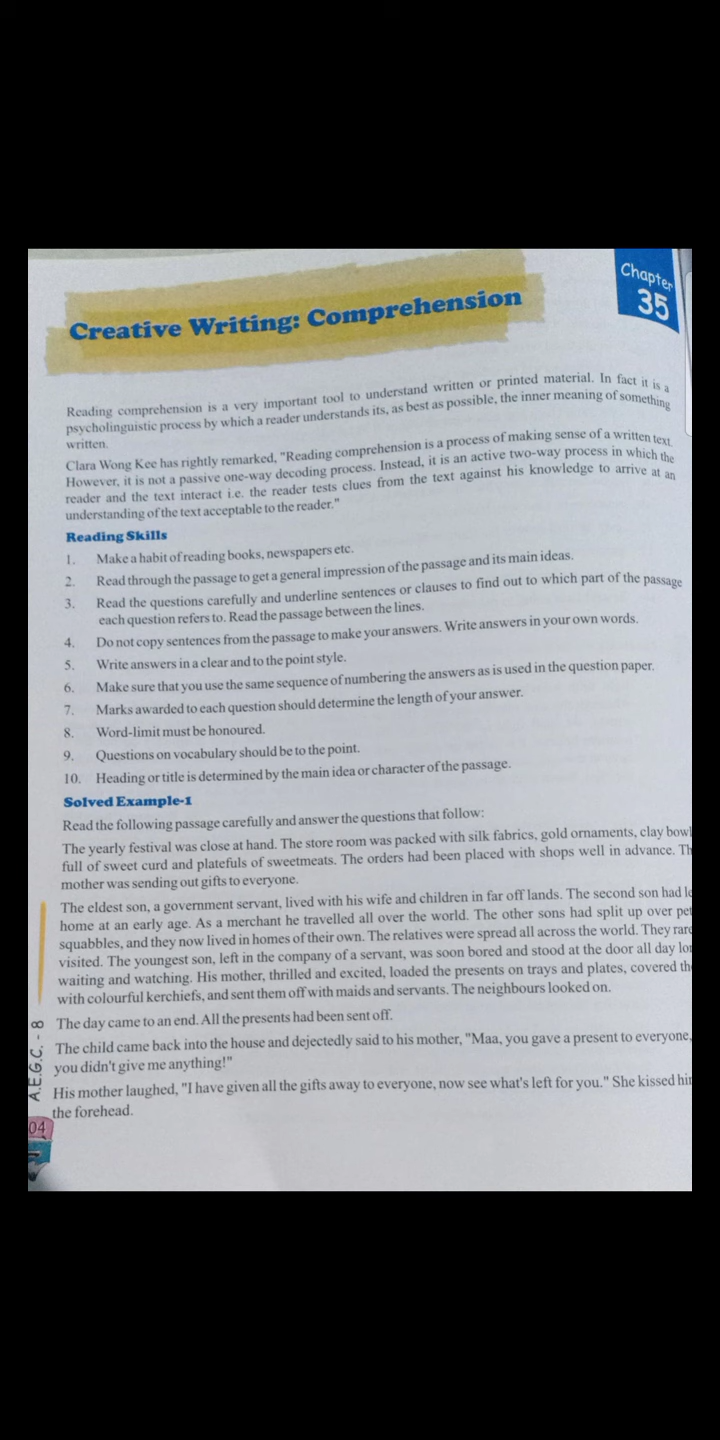 Chapter
35
Creative Writing: Comprehension
Reading comprehension is a very important tool to understand written or printed material. In fact it is a
psycholinguistic process by which a reader understands its, as best as possible, the inner meaning of something
written.
Clara Wong Kee has rightly remarked, "Reading comprehension is a process of making sense of a written text
However, it is not a passive one-way decoding process. Instead, it is an active two-way process in which the
reader and the text interact i.e. the reader tests clues from the text against his knowledge to arrive at an
understanding of the text acceptable to the reader."
Reading Skills
1. Make a habit of reading books, newspapers etc.
2. Read through the passage to get a general impression of the passage and its main ideas.
3. Read the questions carefully and underline sentences or clauses to find out to which part of the passage
each question refers to. Read the passage between the lines.
4. Do not copy sentences from the passage to make your answers. Write answers in your own words.
5. Write answers in a clear and to the point style.
6. Make sure that you use the same sequence of numbering the answers as is used in the question paper.
7. Marks awarded to each question should determine the length of your answer.
8. Word-limit must be honoured.
9. Questions on vocabulary should be to the point.
10. Heading or title is determined by the main idea or character of the passage.
Solved Example-1
Read the following passage carefully and answer the questions that follow:
The yearly festival was close at hand. The store room was packed with silk fabrics, gold ornaments, clay bowl
full of sweet curd and platefuls of sweetmeats. The orders had been placed with shops well in advance. Th
mother was sending out gifts to everyone.
The eldest son, a government servant, lived with his wife and children in far off lands. The second son had le
home at an early age. As a merchant he travelled all over the world. The other sons had split up over pet
squabbles, and they now lived in homes of their own. The relatives were spread all across the world. They rare
visited. The youngest son, left in the company of a servant, was soon bored and stood at the door all day lon
waiting and watching. His mother, thrilled and excited, loaded the presents on trays and plates, covered the
with colourful kerchiefs, and sent them off with maids and servants. The neighbours looked on.
The day came to an end. All the presents had been sent off.
The child came back into the house and dejectedly said to his mother, "Maa, you gave a present to everyone,
you didn't give me anything!"
His mother laughed, "I have given all the gifts away to everyone, now see what's left for you." She kissed him
the forehead.
A.E.G.C. - 8
04